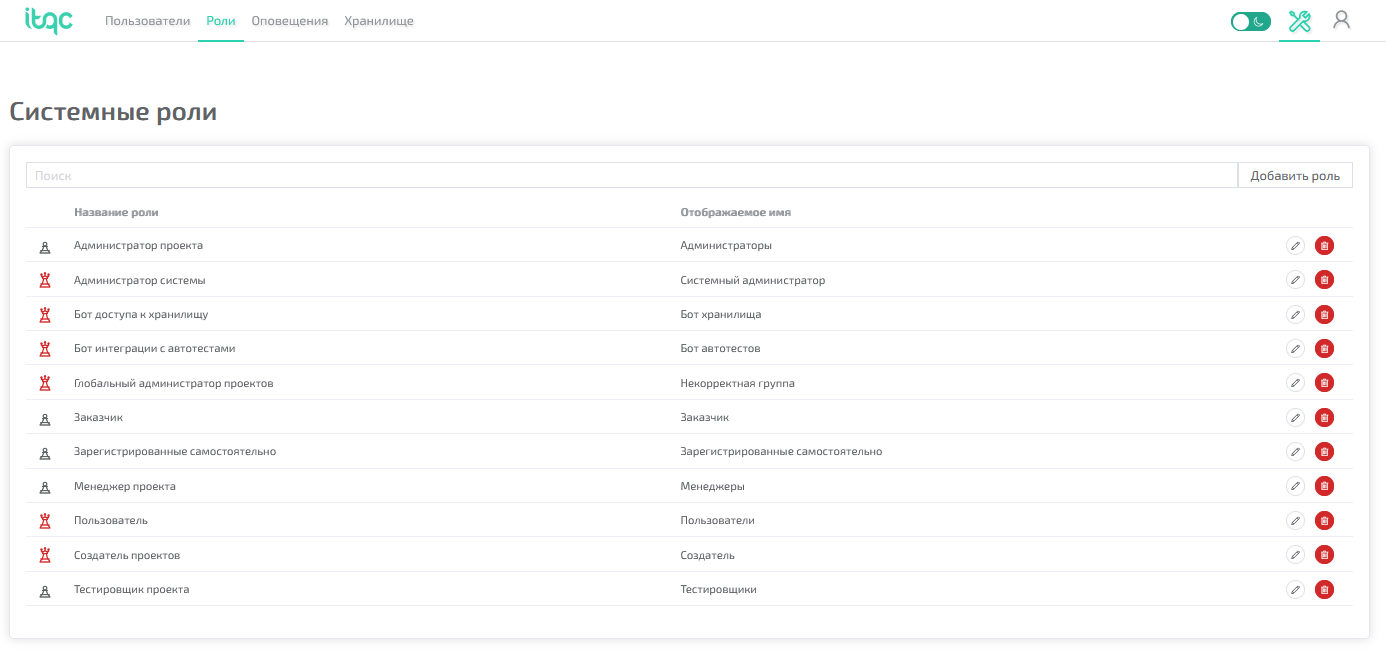 itqc Пользователи Роли Оповещения Хранилище
Системные роли
Поиск Добавить роль
Название роли Отображаемое имя
Администратор проекта Администраторы
Администратор системы Системный администратор
Бот доступа к хранилищу Бот хранилища
Бот интеграции с автотестами Бот автотестов
Глобальный администратор проектов Некорректная группа
Заказчик Заказчик
Зарегистрированные самостоятельно Зарегистрированные самостоятельно
Менеджер проекта Менеджеры
Пользователь Пользователи
Создатель проектов Создатель
Тестировщик проекта Тестировщики